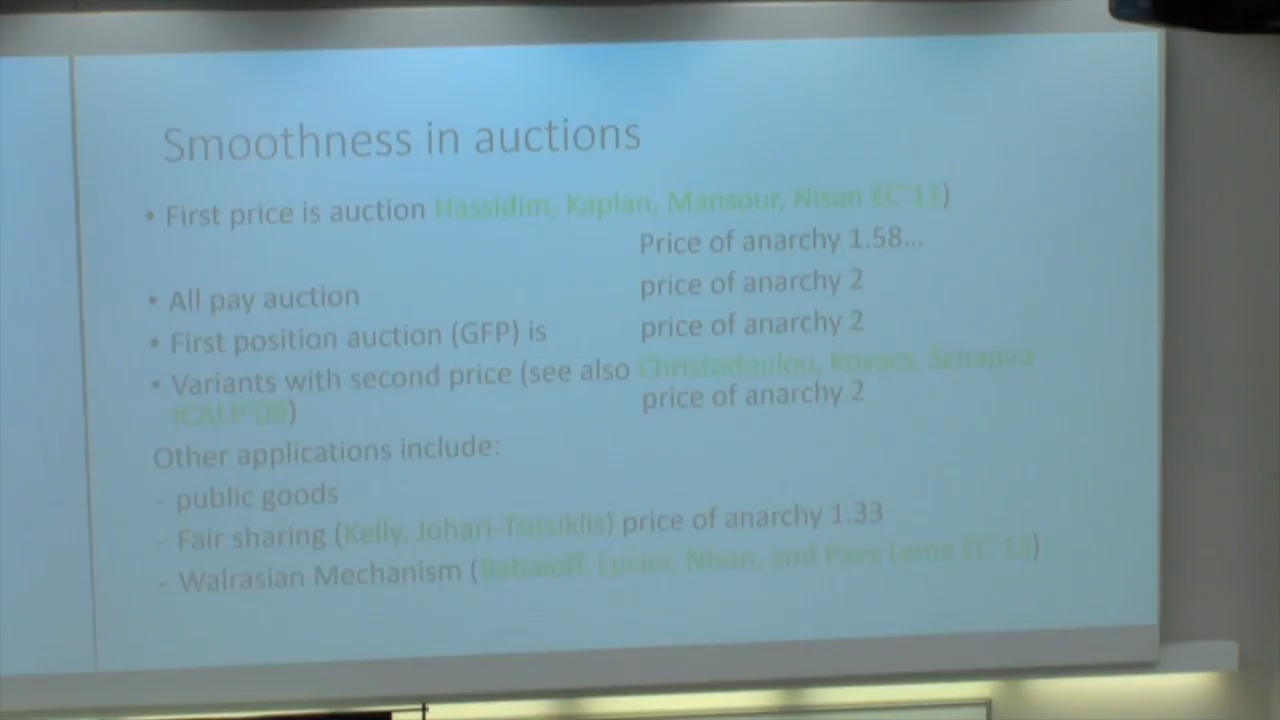 Smoothness in auctions
• First price is auction Hassidim, Kaplan, Mansour, Nisan EC'11)
Price of anarchy 1.58...
• All pay auction price of anarchy 2
• First position auction (GFP) is price of anarchy 2
• Variants with second price (see also Christodoulou, Kovacs, Schapira
ICALP'08) price of anarchy 2
Other applications include:
- public goods
- Fair sharing (Kelly, Johari-Tsitsiklis) price of anarchy 1.33
- Walrasian Mechanism (Babaioff, Lucier, Nisan, and Paes Leme EC'13)